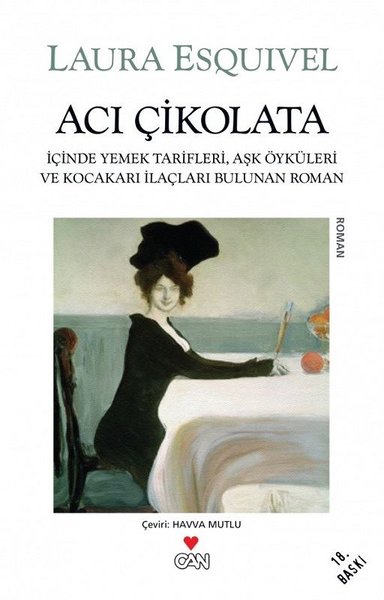 LAURA ESQUIVEL
ACI ÇİKOLATA
İÇİNDE YEMEK TARİFLERİ, AŞK ÖYKÜLERİ
VE KOCAKARI İLAÇLARI BULUNAN ROMAN
ROMAN
Çeviri: HAVVA MUTLU
CAN
18.
BASKI